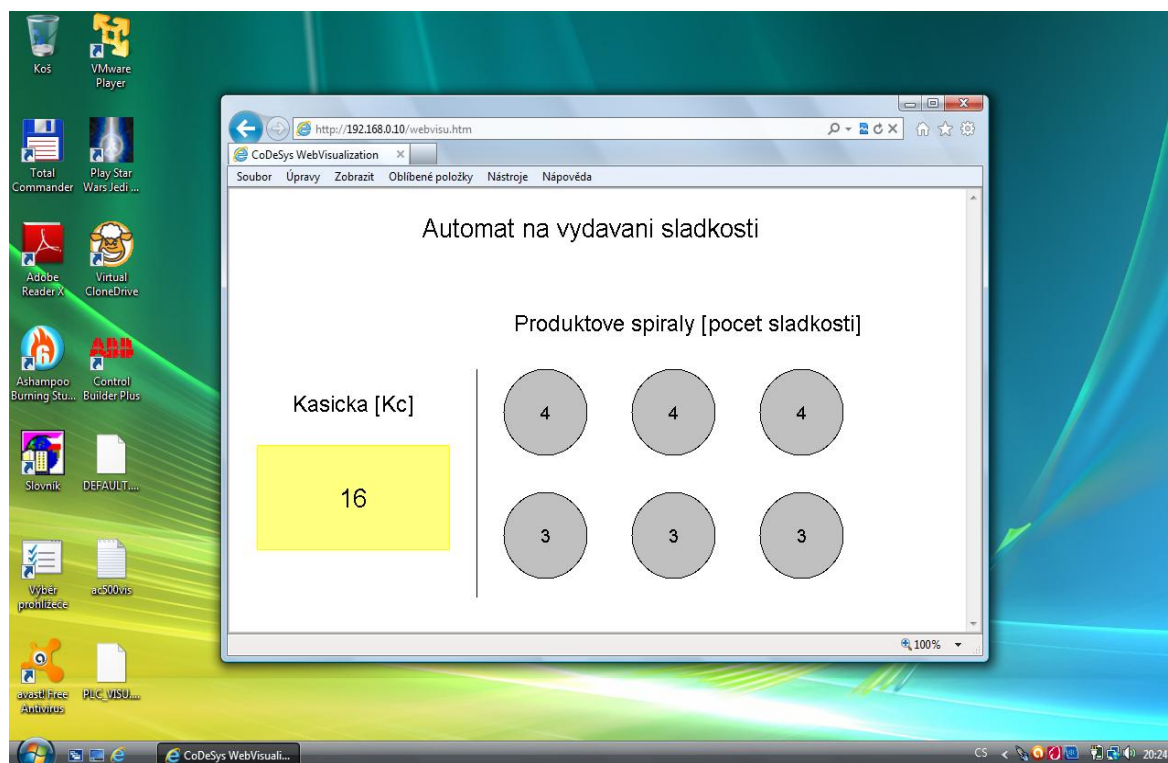 Koš
VMware
Player
Total
Commander
Play Star
Wars Jedi ...
Adobe
Reader X
Virtual
CloneDrive
Ashampoo
Burning Stu...
Control
Builder Plus
Slovník
DEFAULT....
Výběr
prohlížeče
ac500vis
avast! Free
Antivirus
PLC_VISU....
http://192.168.0.10/webvisu.htm
CoDeSys WebVisualization
Soubor Úpravy Zobrazit Oblíbené položky Nástroje Nápověda
Automat na vydavani sladkosti
Produktove spiraly [pocet sladkosti]
Kasicka [Kc]
16
4 4 4
3 3 3
100%
CoDeSys WebVisuali...
CS
20:24